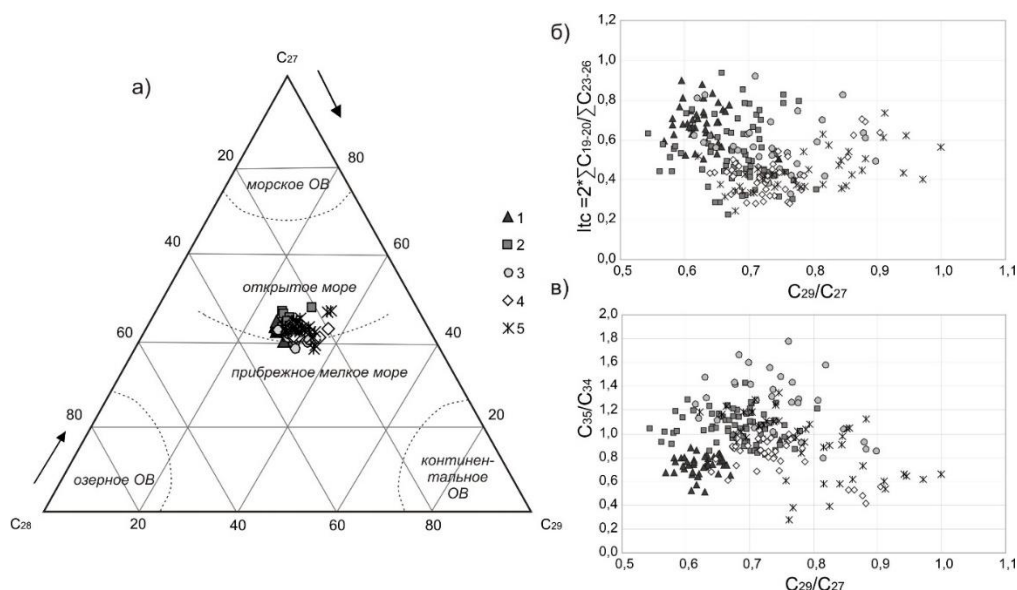 а)
C27
20
80
морское ОВ
40
60
открытое море
60
40
прибрежное мелкое море
80
20
озерное ОВ
континен-
тальное
ОВ
C28
20
40
60
80
C29
1
2
3
4
5
б)
Itc =2*∑C19-20/∑C23-26
1,2
1,0
0,8
0,6
0,4
0,2
0,0
0,5
0,6
0,7
0,8
0,9
1,0
1,1
C29/C27
в)
C35/C34
2,0
1,8
1,6
1,4
1,2
1,0
0,8
0,6
0,4
0,2
0,0
0,5
0,6
0,7
0,8
0,9
1,0
1,1
C29/C27